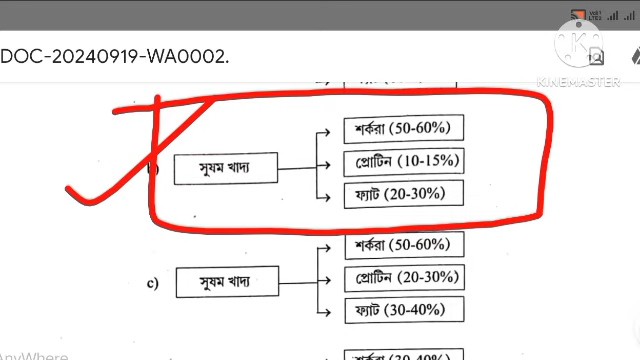 DOC-20240919-WA0002.
KINEMASTER
শর্করা (50-60%)
b) সুষম খাদ্য
প্রোটিন (10-15%)
ফ্যাট (20-30%)
শর্করা (50-60%)
প্রোটিন (20-30%)
c) সুষম খাদ্য
ফ্যাট (30-40%)
AnyWhere